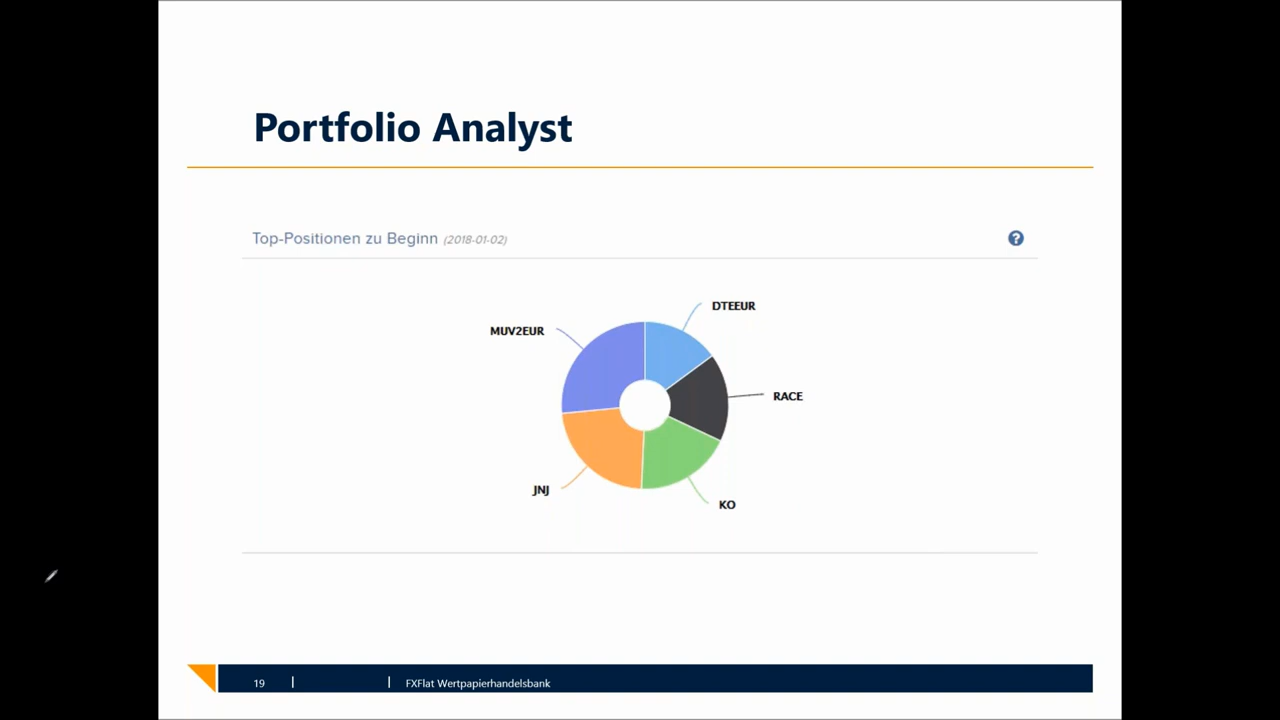 Portfolio Analyst
Top-Positionen zu Beginn (2018-01-02)
?
DTEEUR
MUV2EUR
RACE
JNJ
KO
19 | | FXFlat Wertpapierhandelsbank